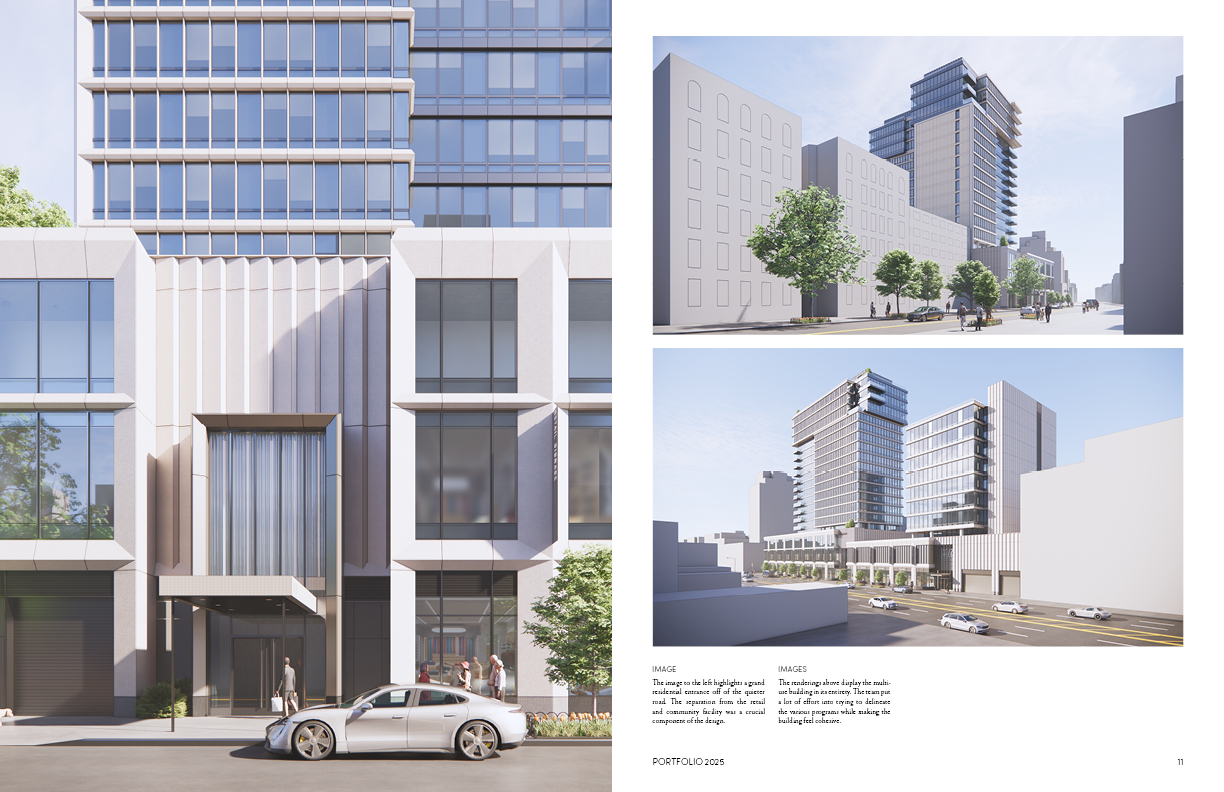 IMAGE
The image to the left highlights a grand
residential entrance off of the quieter
road. The separation from the retail
and community facility was a crucial
component of the design.
IMAGES
The renderings above display the multi-
use building in its entirety. The team put
a lot of effort into trying to delineate
the various programs while making the
building feel cohesive.
PORTFOLIO 2025
11